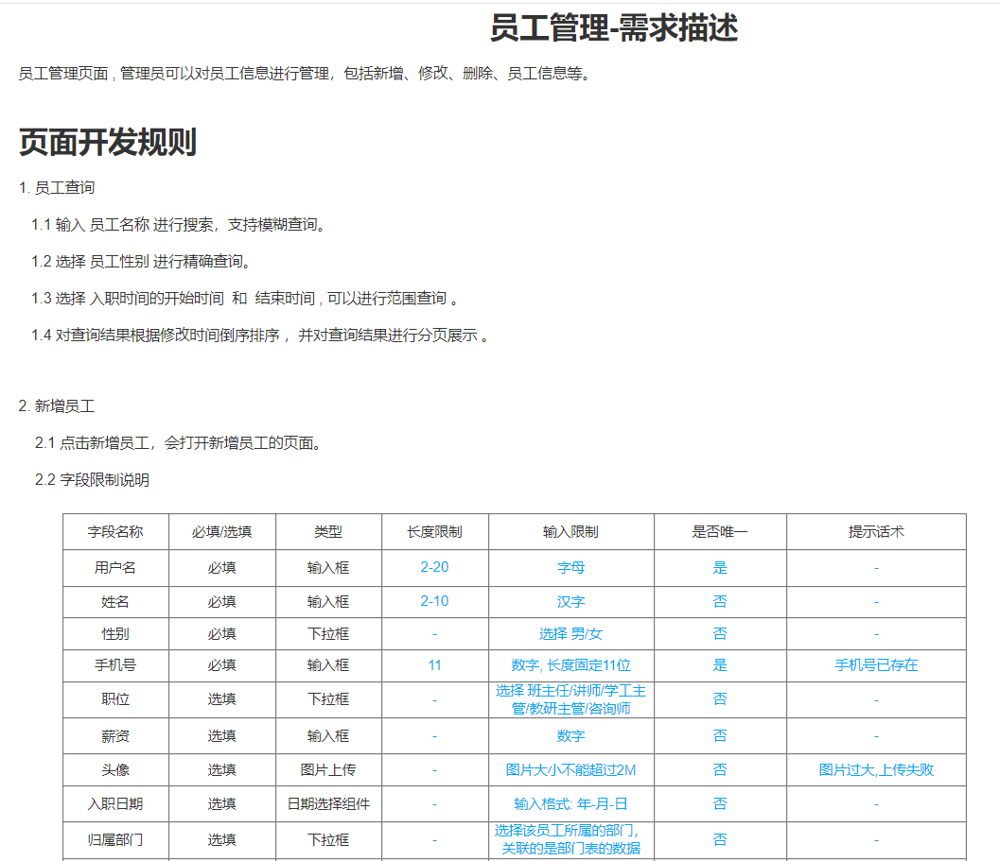 员工管理-需求描述
员工管理页面 , 管理员可以对员工信息进行管理，包括新增、修改、删除、员工信息等。
页面开发规则
1. 员工查询
1.1 输入 员工名称 进行搜索，支持模糊查询。
1.2 选择 员工性别 进行精确查询。
1.3 选择 入职时间的开始时间 和 结束时间 , 可以进行范围查询 。
1.4 对查询结果根据修改时间倒序排序 ，并对查询结果进行分页展示 。
2. 新增员工
2.1 点击新增员工，会打开新增员工的页面。
2.2 字段限制说明
字段名称 必填/选填 类型 长度限制 输入限制 是否唯一 提示话术
用户名 必填 输入框 2-20 字母 是 -
姓名 必填 输入框 2-10 汉字 否 -
性别 必填 下拉框 - 选择 男/女 否 -
手机号 必填 输入框 11 数字, 长度固定11位 是 手机号已存在
职位 选填 下拉框 - 选择 班主任/讲师/学工主
管/教研主管/咨询师 否 -
薪资 选填 输入框 - 数字 否 -
头像 选填 图片上传 - 图片大小不能超过2M 否 图片过大,上传失败
入职日期 选填 日期选择组件 - 输入格式: 年-月-日 否 -
归属部门 选填 下拉框 - 选择该员工所属的部门，
关联的是部门表的数据 否 -